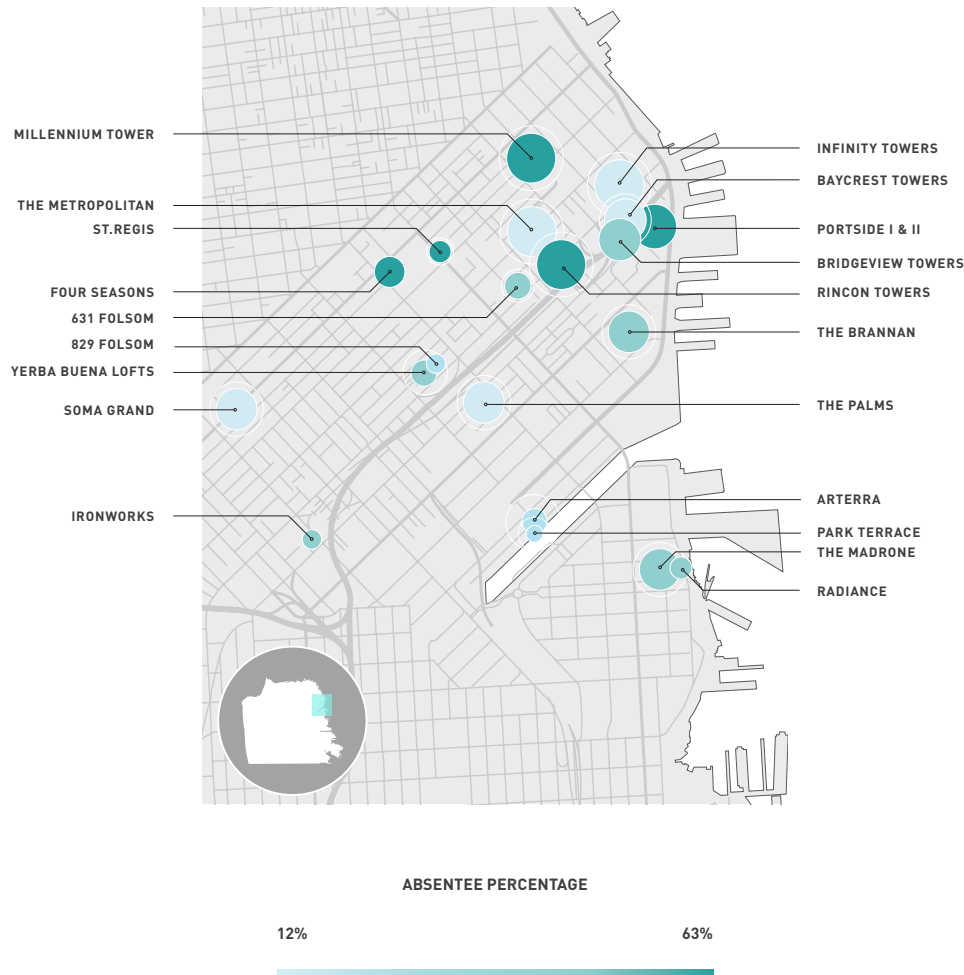 MILLENNIUM TOWER
THE METROPOLITAN
ST.REGIS
FOUR SEASONS
631 FOLSOM
829 FOLSOM
YERBA BUENA LOFTS
SOMA GRAND
IRONWORKS
INFINITY TOWERS
BAYCREST TOWERS
PORTSIDE I & II
BRIDGEVIEW TOWERS
RINCON TOWERS
THE BRANNAN
THE PALMS
ARTERRA
PARK TERRACE
THE MADRONE
RADIANCE
ABSENTEE PERCENTAGE
12% 63%